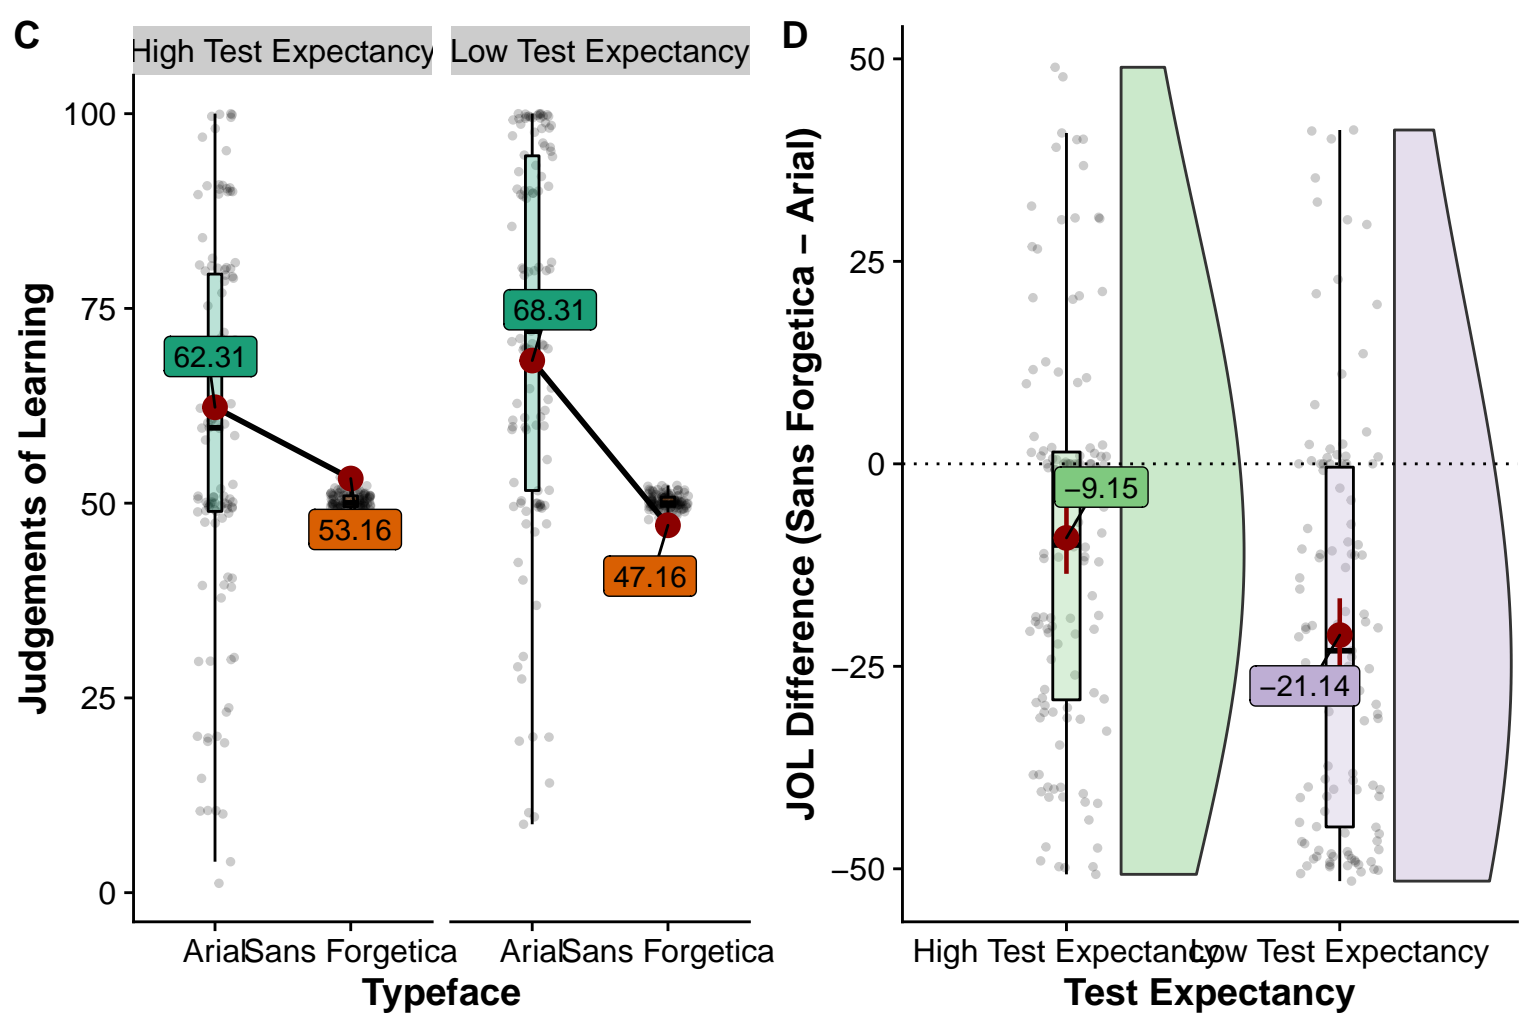 C
High Test Expectancy
Low Test Expectancy
Judgements of Learning
100
75
50
25
0
62.31
53.16
68.31
47.16
Arial
Sans Forgetica
Arial
Sans Forgetica
Typeface
D
JOL Difference (Sans Forgetica − Arial)
50
25
0
−25
−50
−9.15
−21.14
High Test Expectancy
Low Test Expectancy
Test Expectancy